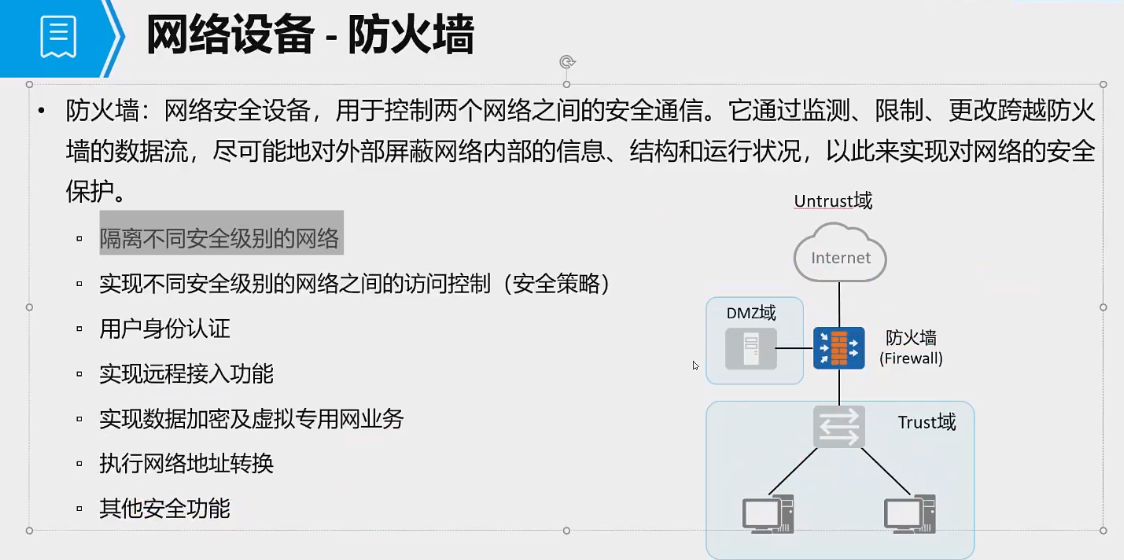 网络设备 - 防火墙
• 防火墙：网络安全设备，用于控制两个网络之间的安全通信。它通过监测、限制、更改跨越防火
墙的数据流，尽可能地对外部屏蔽网络内部的信息、结构和运行状况，以此来实现对网络的安全
保护。
▫ 隔离不同安全级别的网络
▫ 实现不同安全级别的网络之间的访问控制（安全策略）
▫ 用户身份认证
▫ 实现远程接入功能
▫ 实现数据加密及虚拟专用网业务
▫ 执行网络地址转换
▫ 其他安全功能
Untrust域
Internet
DMZ域
防火墙
(Firewall)
Trust域